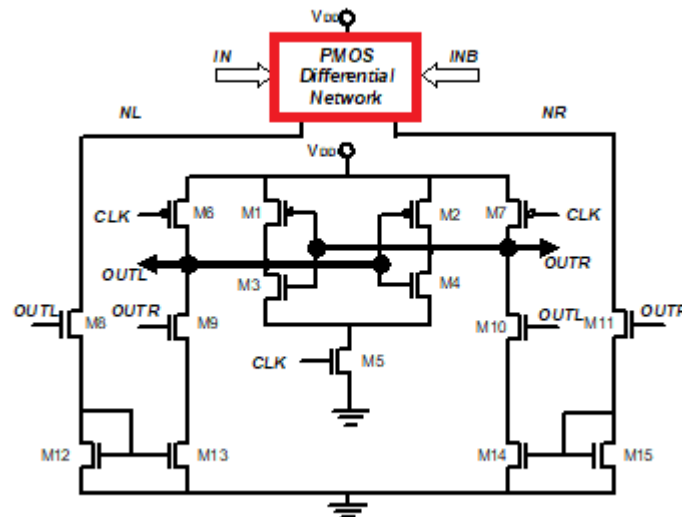 VDD
IN
PMOS
Differential
Network
INB
NL
NR
VDD
CLK
M6
M1
M2
M7
CLK
OUTL
OUTR
M3
M4
OUTL
M8
OUTR
M9
M10
OUTL
M11
OUTR
CLK
M5
M12
M13
M14
M15